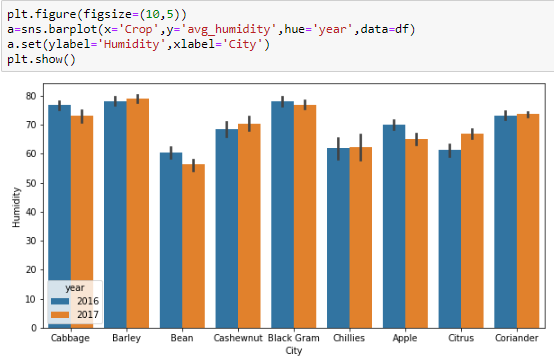 plt.figure(figsize=(10,5))
a=sns.barplot(x='Crop',y='avg_humidity',hue='year',data=df)
a.set(ylabel='Humidity',xlabel='City')
plt.show()
80
70
60
50
40
30
20
10
0
Humidity
year
2016
2017
Cabbage Barley Bean Cashewnut Black Gram Chillies Apple Citrus Coriander
City